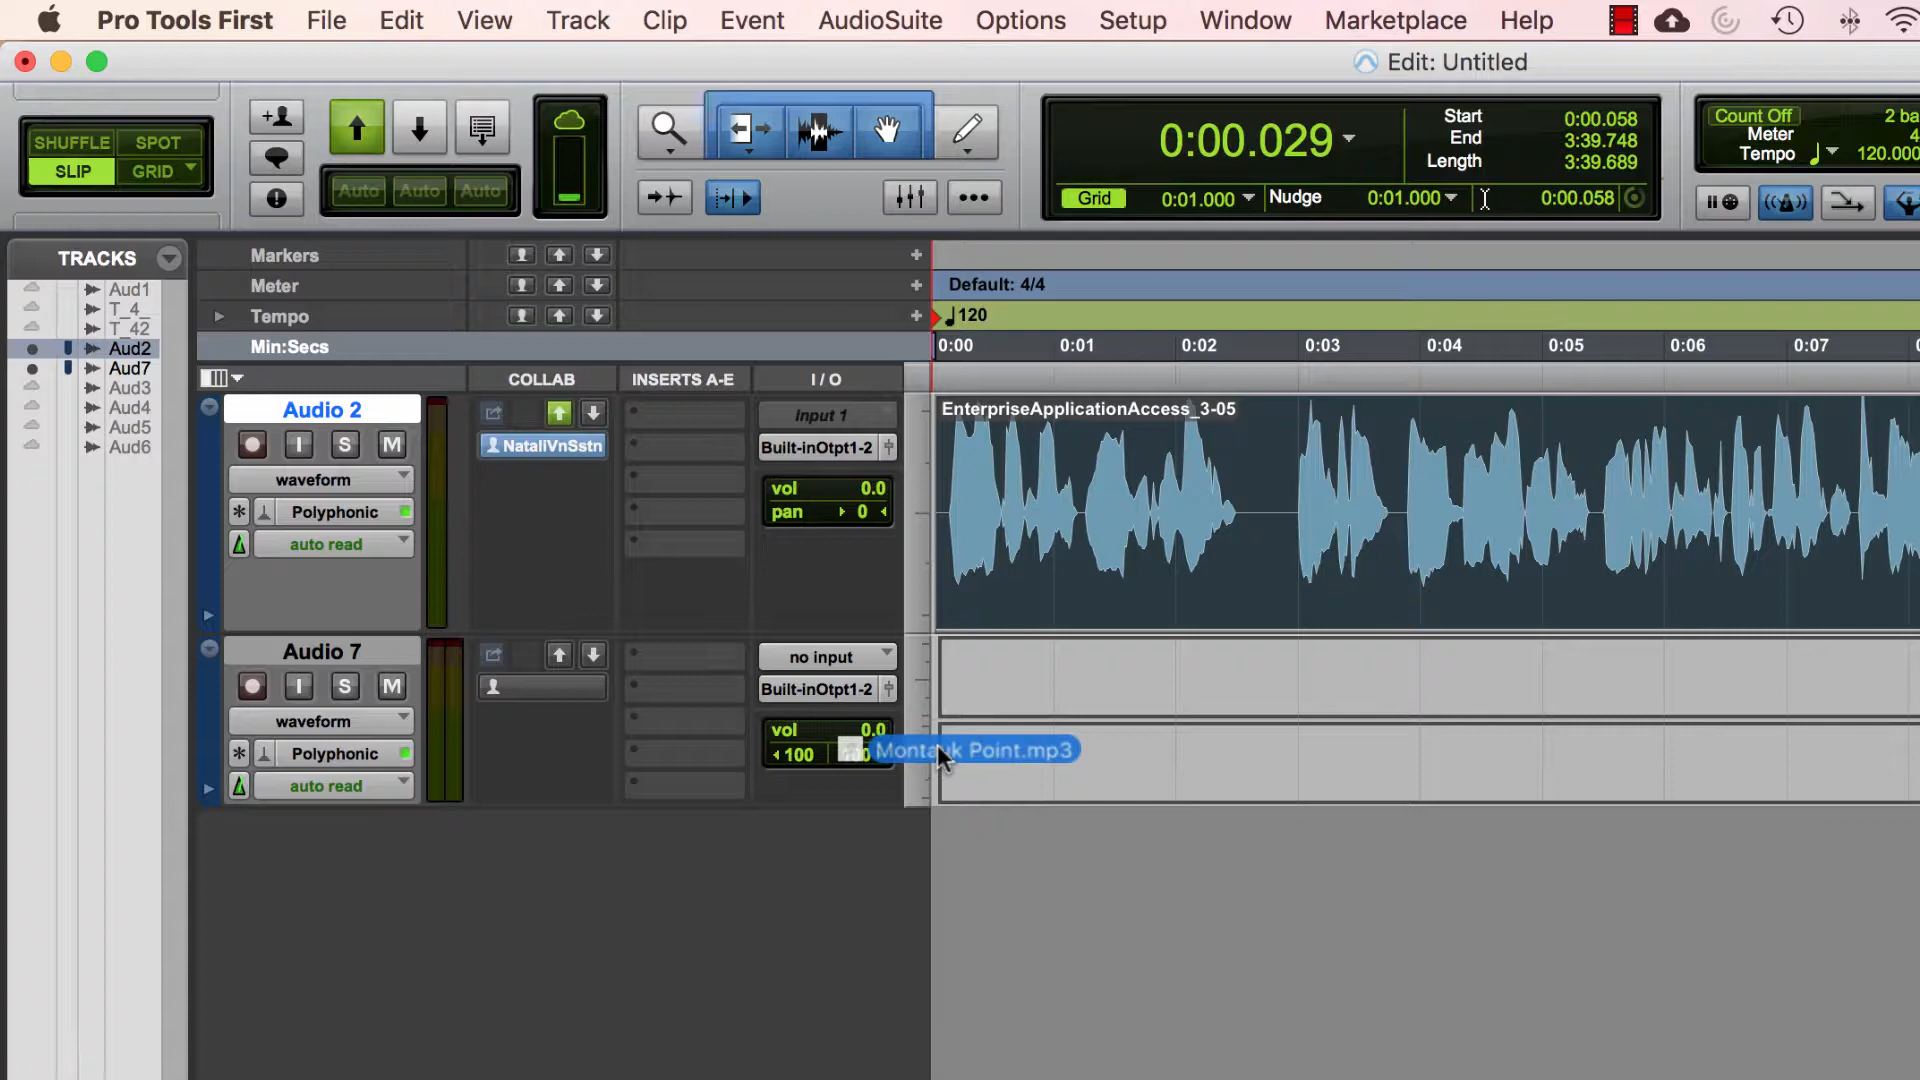 Pro Tools First File Edit View Track Clip Event AudioSuite Options Setup Window Marketplace Help
Edit: Untitled
SHUFFLE SPOT
SLIP GRID
Auto Auto Auto
0:00.029
Start 0:00.058
End 3:39.748
Length 3:39.689
Grid 0:01.000 Nudge 0:01.000 0:00.058
Count Off 2 ba
Meter 4
Tempo 120.000
TRACKS
Aud1
T_4_
T_42
Aud2
Aud7
Aud3
Aud4
Aud5
Aud6
Markers
Meter Default: 4/4
Tempo 120
Min:Secs 0:00 0:01 0:02 0:03 0:04 0:05 0:06 0:07
COLLAB INSERTS A-E I / O
Audio 2 Input 1 EnterpriseApplicationAccess_3-05
I S M NataliVnSstn Built-inOtpt1-2
waveform vol 0.0
Polyphonic pan 0
auto read
Audio 7 no input
I S M Built-inOtpt1-2
waveform vol 0.0
Polyphonic 100 Montauk Point.mp3
auto read